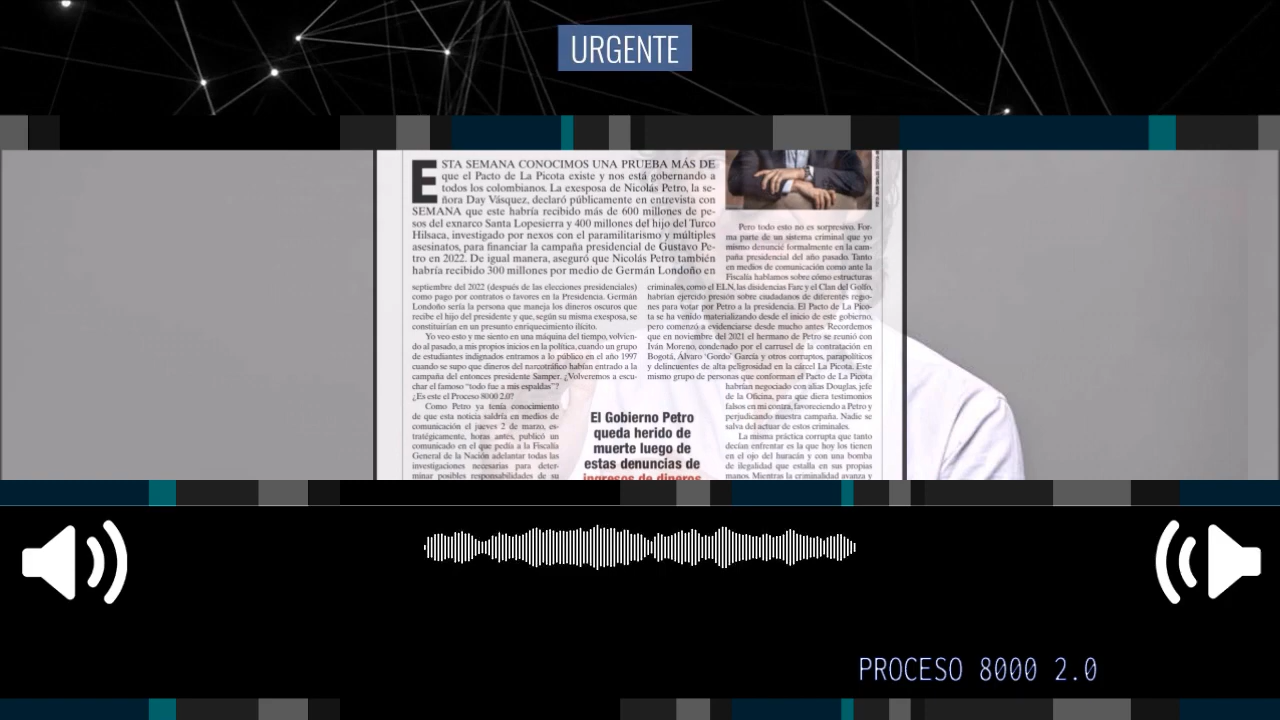 URGENTE
ESTA SEMANA CONOCIMOS UNA PRUEBA MÁS DE
que el Pacto de La Picota existe y nos está gobernando a
todos los colombianos. La exesposa de Nicolás Petro, la se-
ñora Day Vásquez, declaró públicamente en entrevista con
SEMANA que este habría recibido más de 600 millones de pe-
sos del exnarco Santa Lopesierra y 400 millones del hijo del Turco
Hilsaca, investigado por nexos con el paramilitarismo y múltiples
asesinatos, para financiar la campaña presidencial de Gustavo Pe-
tro en 2022. De igual manera, aseguró que Nicolás Petro también
habría recibido 300 millones por medio de Germán Londoño en
septiembre del 2022 (después de las elecciones presidenciales)
como pago por contratos o favores en la Presidencia. Germán
Londoño sería la persona que maneja los dineros oscuros que
recibe el hijo del presidente y que, según su misma exesposa, se
constituirían en un presunto enriquecimiento ilícito.
Yo veo esto y me siento en una máquina del tiempo, volvien-
do al pasado, a mis propios inicios en la política, cuando un grupo
de estudiantes indignados entramos a lo público en el año 1997
cuando se supo que dineros del narcotráfico habían entrado a la
campaña del entonces presidente Samper. ¿Volveremos a escu-
char el famoso “todo fue a mis espaldas”?
¿Es este el Proceso 8000 2.0?
Como Petro ya tenía conocimiento
de que esta noticia saldría en medios de
comunicación el jueves 2 de marzo, es-
tratégicamente, horas antes, publicó un
comunicado en el que pedía a la Fiscalía
General de la Nación adelantar todas las
investigaciones necesarias para deter-
minar posibles responsabilidades de su
El Gobierno Petro
queda herido de
muerte luego de
estas denuncias de
ingresos de dineros
Pero todo esto no es sorpresivo. For-
ma parte de un sistema criminal que yo
mismo denuncié formalmente en la cam-
paña presidencial del año pasado. Tanto
en medios de comunicación como ante la
Fiscalía hablamos sobre cómo estructuras
criminales, como el ELN, las disidencias Farc y el Clan del Golfo,
habrían ejercido presión sobre ciudadanos de diferentes regio-
nes para votar por Petro a la presidencia. El Pacto de La Pico-
ta se ha venido materializando desde el inicio de este gobierno,
pero comenzó a evidenciarse desde mucho antes. Recordemos
que en noviembre del 2021 el hermano de Petro se reunió con
Iván Moreno, condenado por el carrusel de la contratación en
Bogotá, Álvaro ‘Gordo’ García y otros corruptos, parapolíticos
y delincuentes de alta peligrosidad en la cárcel La Picota. Este
mismo grupo de personas que conforman el Pacto de La Picota
habrían negociado con alias Douglas, jefe
de la Oficina, para que diera testimonios
falsos en mi contra, favoreciendo a Petro y
perjudicando nuestra campaña. Nadie se
salva del actuar de estos criminales.
La misma práctica corrupta que tanto
decían enfrentar es la que hoy los tienen
en el ojo del huracán y con una bomba
de ilegalidad que estalla en sus propias
manos. Mientras la criminalidad avanza y
PROCESO 8000 2.0